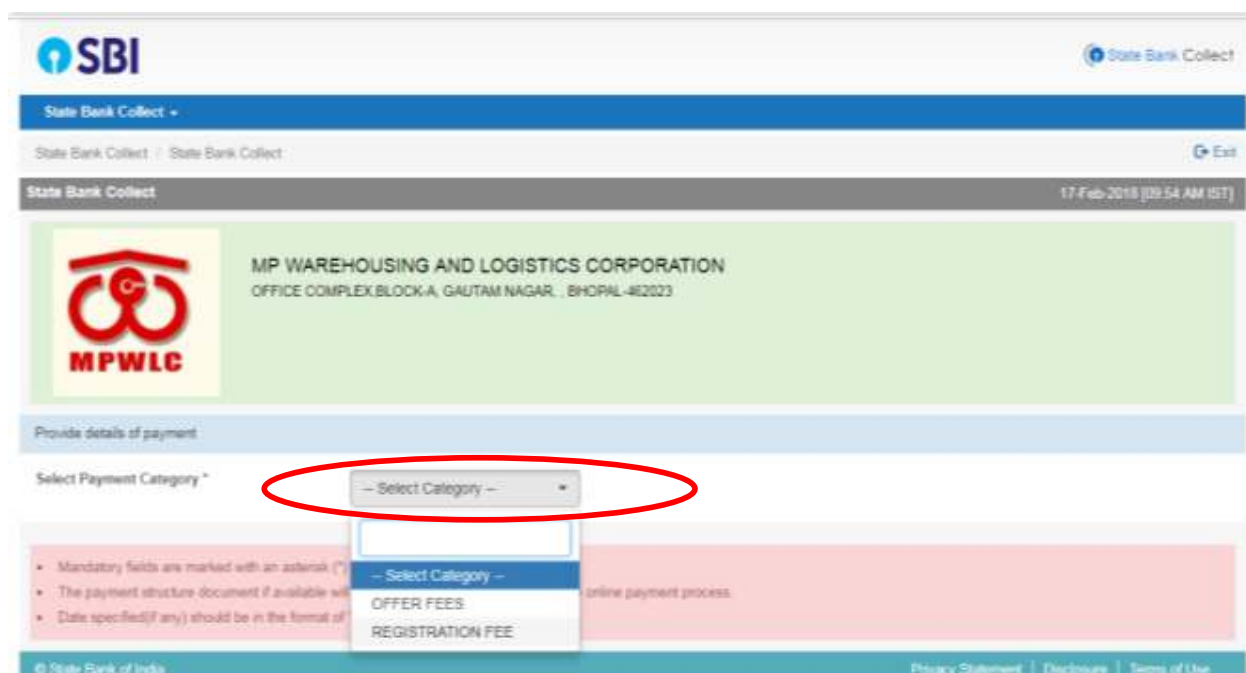 SBI
State Bank Collect
State Bank Collect
State Bank Collect / State Bank Collect
Exit
State Bank Collect
17-Feb-2018 [09:54 AM IST]
MPWLC
MP WAREHOUSING AND LOGISTICS CORPORATION
OFFICE COMPLEX,BLOCK-A, GAUTAM NAGAR, , BHOPAL-462023
Provide details of payment
Select Payment Category *
-- Select Category --
-- Select Category --
OFFER FEES
REGISTRATION FEE
Mandatory fields are marked with an asterisk (*)
The payment structure document if available will online payment process.
Date specified(if any) should be in the format of
© State Bank of India
Privacy Statement | Disclosure | Terms of Use